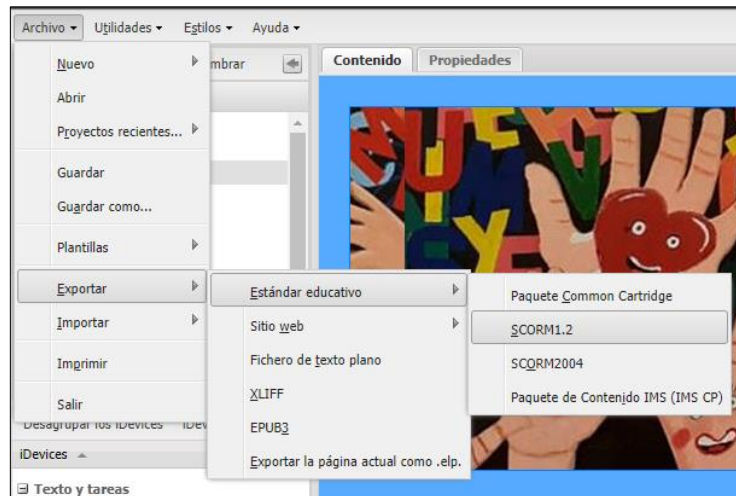 Archivo Utilidades Estilos Ayuda
mbrar
Contenido Propiedades
Nuevo
Abrir
Proyectos recientes...
Guardar
Guardar como...
Plantillas
Exportar
Importar
Imprimir
Salir
Estándar educativo
Sitio web
Fichero de texto plano
XLIFF
EPUB3
Exportar la página actual como .elp.
Paquete Common Cartridge
SCORM1.2
SCORM2004
Paquete de Contenido IMS (IMS CP)
Desagrupar los iDevices
iDevices
Texto y tareas